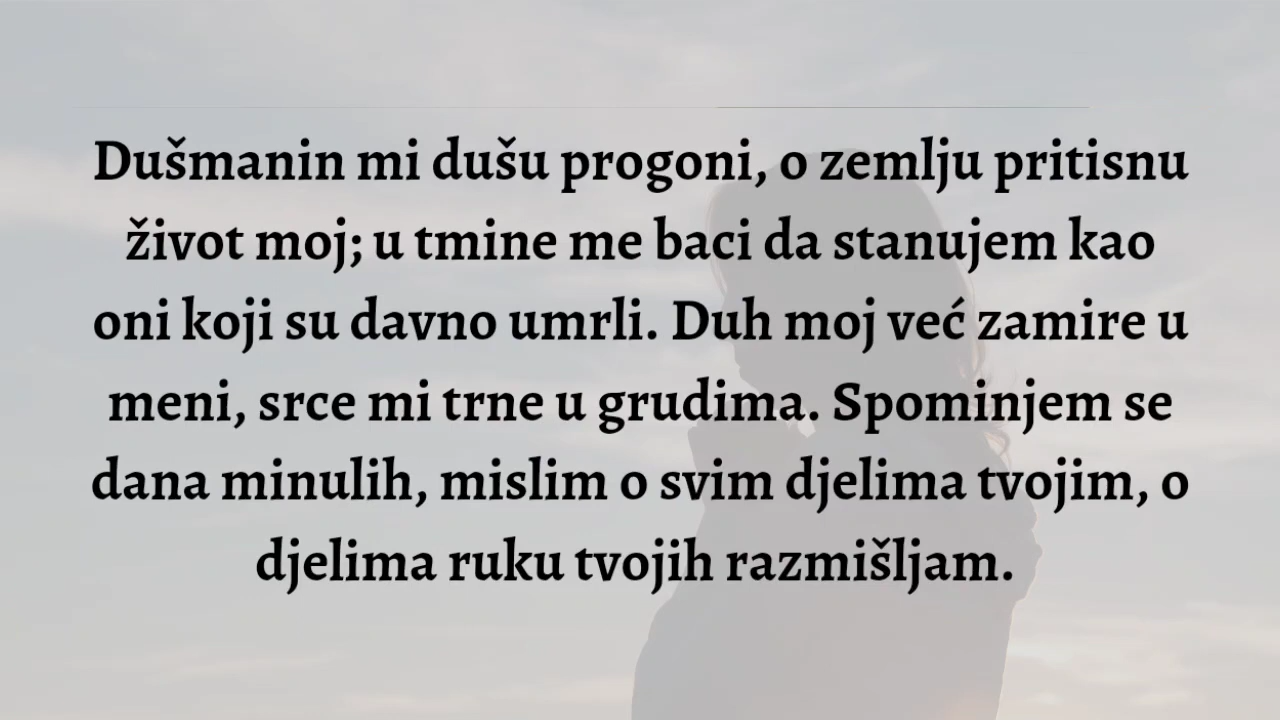 Dušmanin mi dušu progoni, o zemlju pritisnu
život moj; u tmine me baci da stanujem kao
oni koji su davno umrli. Duh moj već zamire u
meni, srce mi trne u grudima. Spominjem se
dana minulih, mislim o svim djelima tvojim, o
djelima ruku tvojih razmišljam.